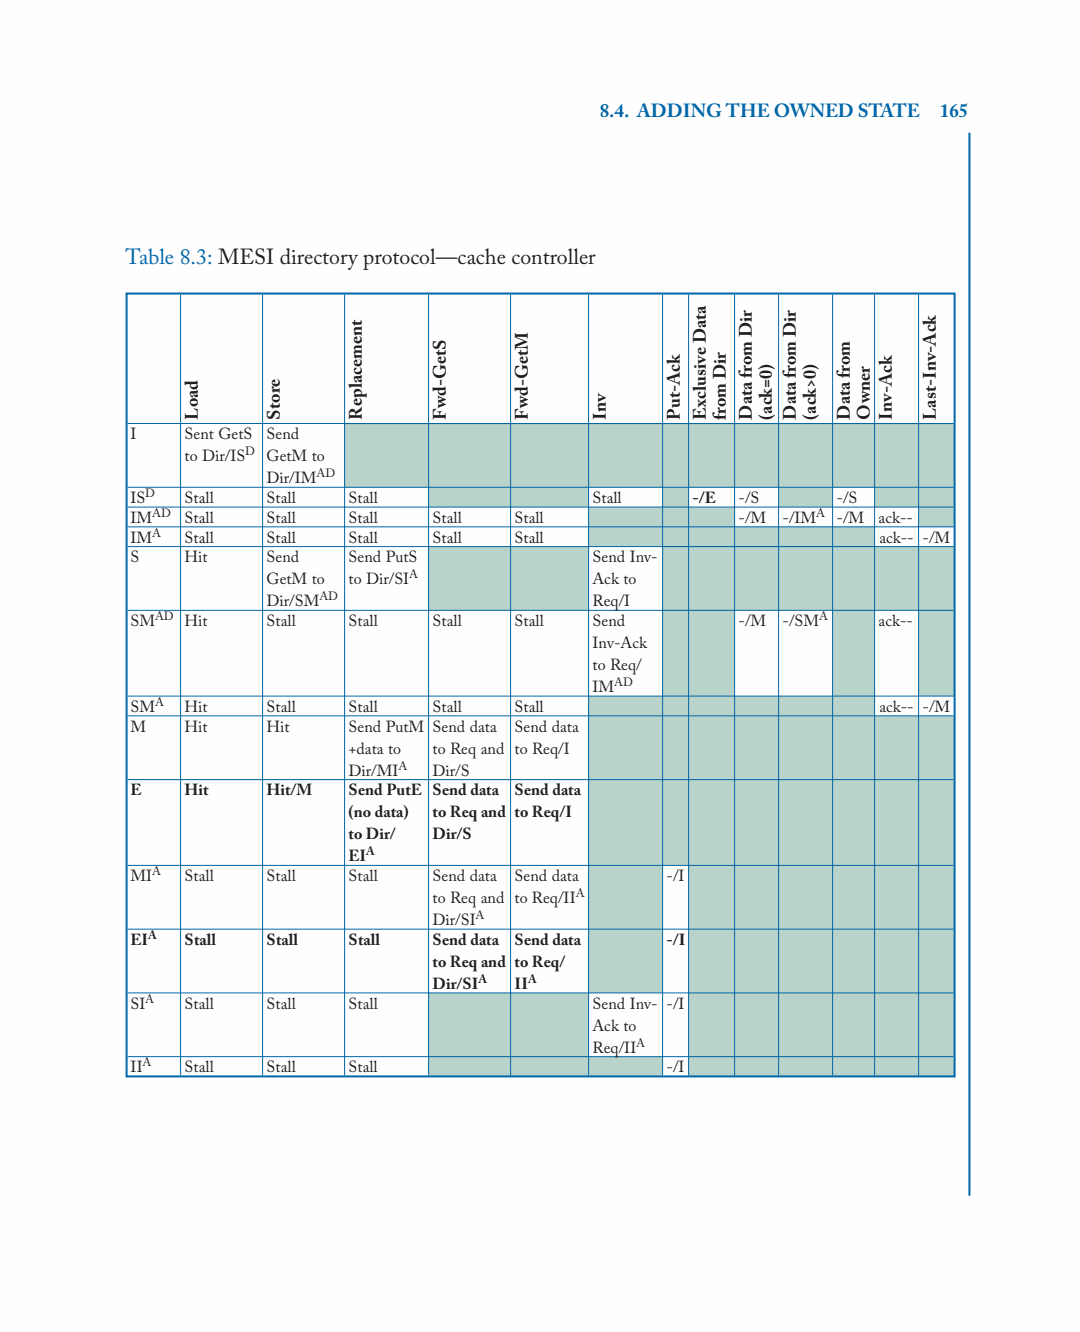 8.4. ADDING THE OWNED STATE 165
Table 8.3: MESI directory protocol—cache controller
Load Store Replacement Fwd-GetS Fwd-GetM Inv Put-Ack Exclusive Data from Dir Data from Dir (ack=0) Data from Dir (ack>0) Data from Owner Inv-Ack Last-Inv-Ack
I Sent GetS Send
to Dir/ISD GetM to
Dir/IMAD
ISD Stall Stall Stall Stall -/E -/S -/S
IMAD Stall Stall Stall Stall Stall -/M -/IMA -/M ack--
IMA Stall Stall Stall Stall Stall ack-- -/M
S Hit Send Send PutS Send Inv-
GetM to to Dir/SIA Ack to
Dir/SMAD Req/I
SMAD Hit Stall Stall Stall Stall Send -/M -/SMA ack--
Inv-Ack
to Req/
IMAD
SMA Hit Stall Stall Stall Stall ack-- -/M
M Hit Hit Send PutM Send data Send data
+data to to Req and to Req/I
Dir/MIA Dir/S
E Hit Hit/M Send PutE Send data Send data
(no data) to Req and to Req/I
to Dir/ Dir/S
EIA
MIA Stall Stall Stall Send data Send data -/I
to Req and to Req/IIA
Dir/SIA
EIA Stall Stall Stall Send data Send data -/I
to Req and to Req/
Dir/SIA IIA
SIA Stall Stall Stall Send Inv- -/I
Ack to
Req/IIA
IIA Stall Stall Stall -/I